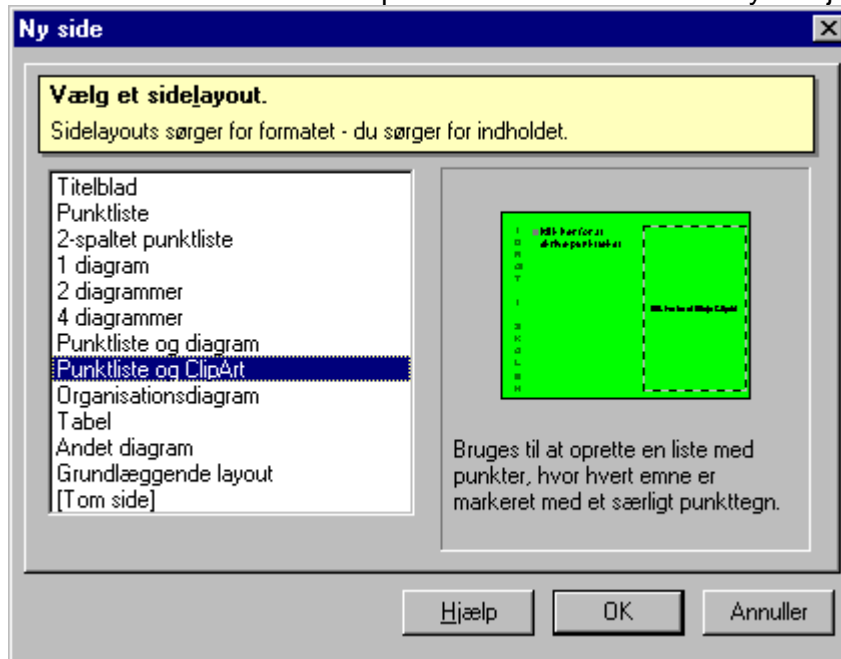 Ny side
Vælg et sidelayout.
Sidelayouts sørger for formatet - du sørger for indholdet.
Titelblad
Punktliste
2-spaltet punktliste
1 diagram
2 diagrammer
4 diagrammer
Punktliste og diagram
Punktliste og ClipArt
Organisationsdiagram
Tabel
Andet diagram
Grundlæggende layout
[Tom side]
Bruges til at oprette en liste med
punkter, hvor hvert emne er
markeret med et særligt punkttegn.
Hjælp
OK
Annuller